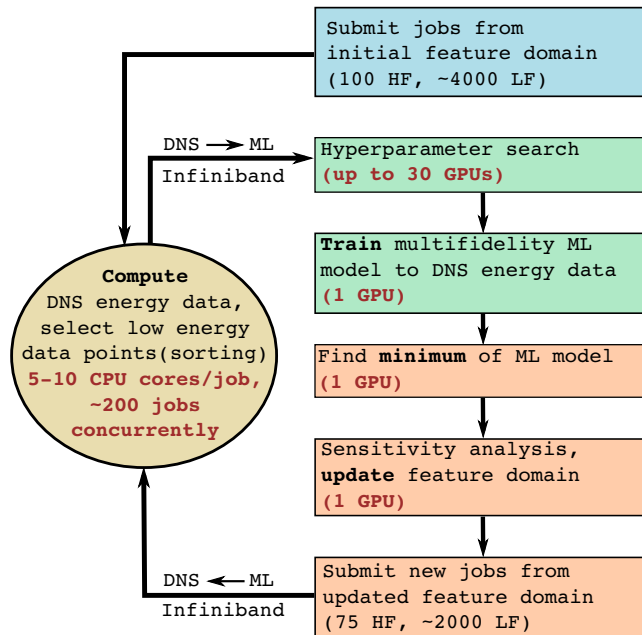 Submit jobs from
initial feature domain
(100 HF, ~4000 LF)
DNS → ML
Infiniband
Hyperparameter search
(up to 30 GPUs)
Train multifidelity ML
model to DNS energy data
(1 GPU)
Compute
DNS energy data,
select low energy
data points(sorting)
5-10 CPU cores/job,
~200 jobs
concurrently
Find minimum of ML model
(1 GPU)
Sensitivity analysis,
update feature domain
(1 GPU)
DNS ← ML
Infiniband
Submit new jobs from
updated feature domain
(75 HF, ~2000 LF)